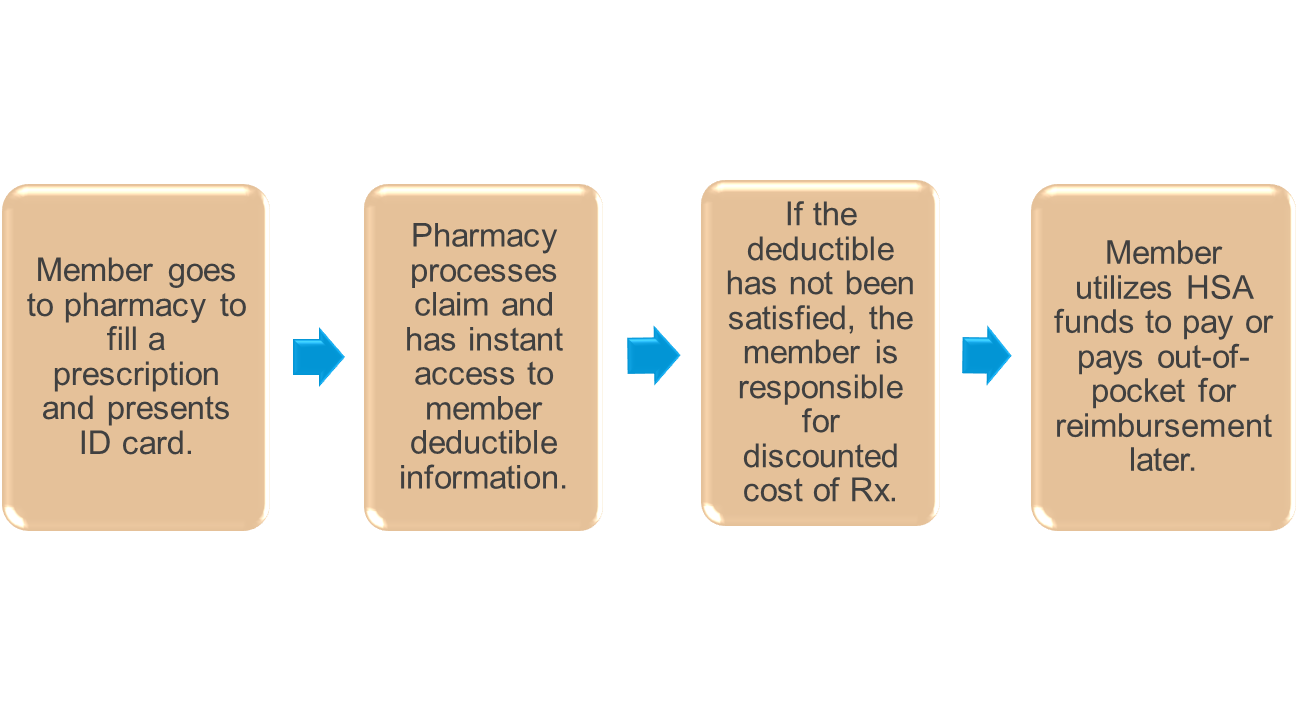 Member goes
to pharmacy to
fill a
prescription
and presents
ID card.
Pharmacy
processes
claim and
has instant
access to
member
deductible
information.
If the
deductible
has not been
satisfied, the
member is
responsible
for
discounted
cost of Rx.
Member
utilizes HSA
funds to pay or
pays out-of-
pocket for
reimbursement
later.